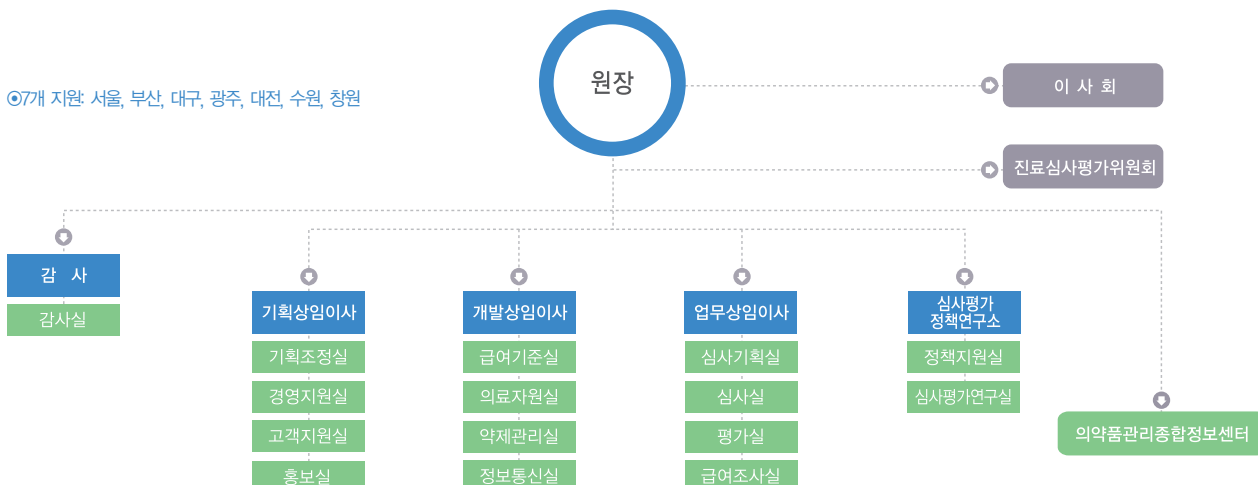 원장
⊙7개 지원: 서울, 부산, 대구, 광주, 대전, 수원, 창원
이 사 회
진료심사평가위원회
감 사
감사실
기획상임이사
기획조정실
경영지원실
고객지원실
홍보실
개발상임이사
급여기준실
의료자원실
약제관리실
정보통신실
업무상임이사
심사기획실
심사실
평가실
급여조사실
심사평가
정책연구소
정책지원실
심사평가연구실
의약품관리종합정보센터